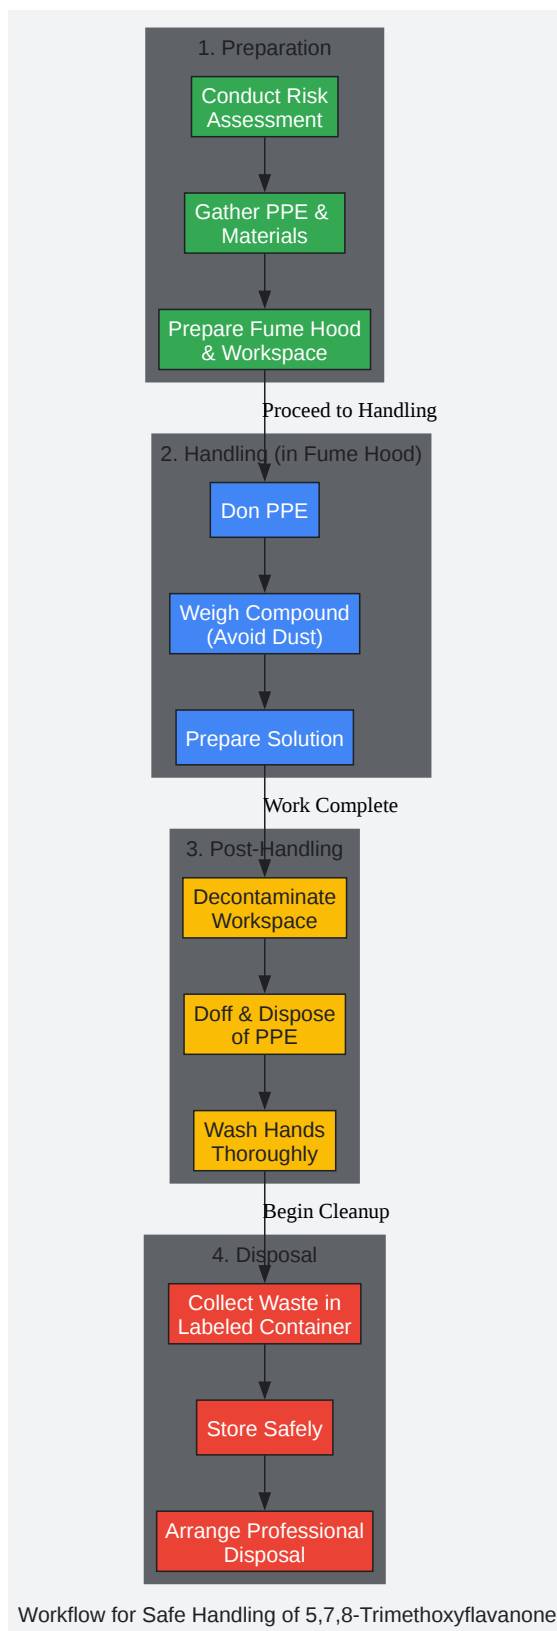 1. Preparation
Conduct Risk
Assessment
Gather PPE &
Materials
Prepare Fume Hood
& Workspace
Proceed to Handling
2. Handling (in Fume Hood)
Don PPE
Weigh Compound
(Avoid Dust)
Prepare Solution
Work Complete
3. Post-Handling
Decontaminate
Workspace
Doff & Dispose
of PPE
Wash Hands
Thoroughly
Begin Cleanup
4. Disposal
Collect Waste in
Labeled Container
Store Safely
Arrange Professional
Disposal
Workflow for Safe Handling of 5,7,8-Trimethoxyflavanone